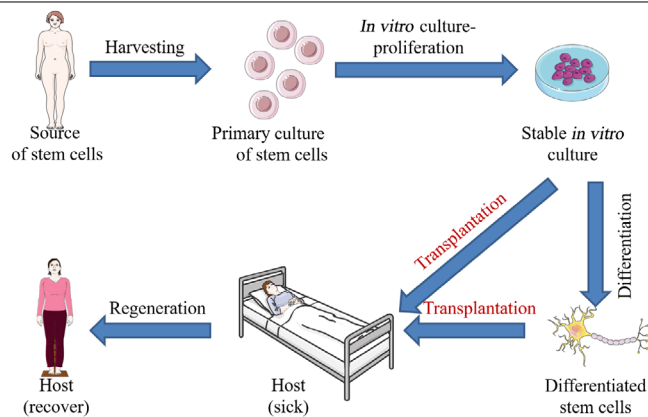 Harvesting
In vitro culture-
proliferation
Source
of stem cells
Primary culture
of stem cells
Stable in vitro
culture
Transplantation
Differentiation
Regeneration
Transplantation
Host
(recover)
Host
(sick)
Differentiated
stem cells